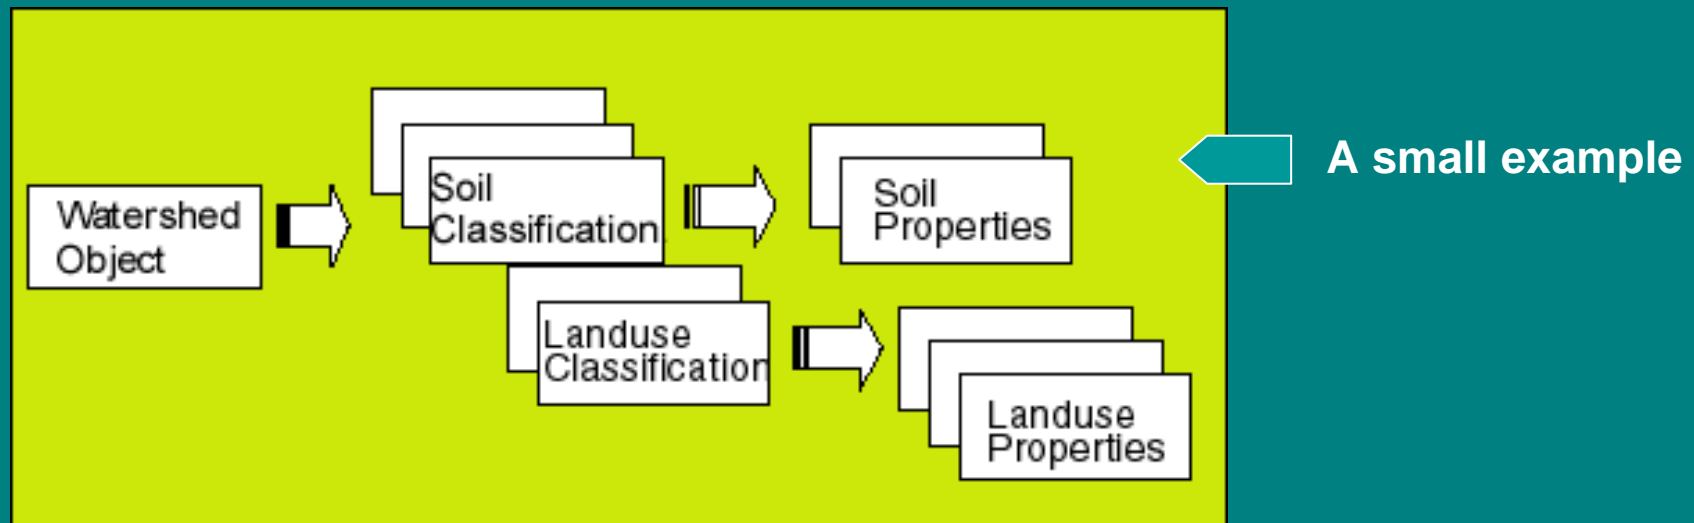 Watershed
Object
Soil
Classification
Soil
Properties
Landuse
Classification
Landuse
Properties
A small example